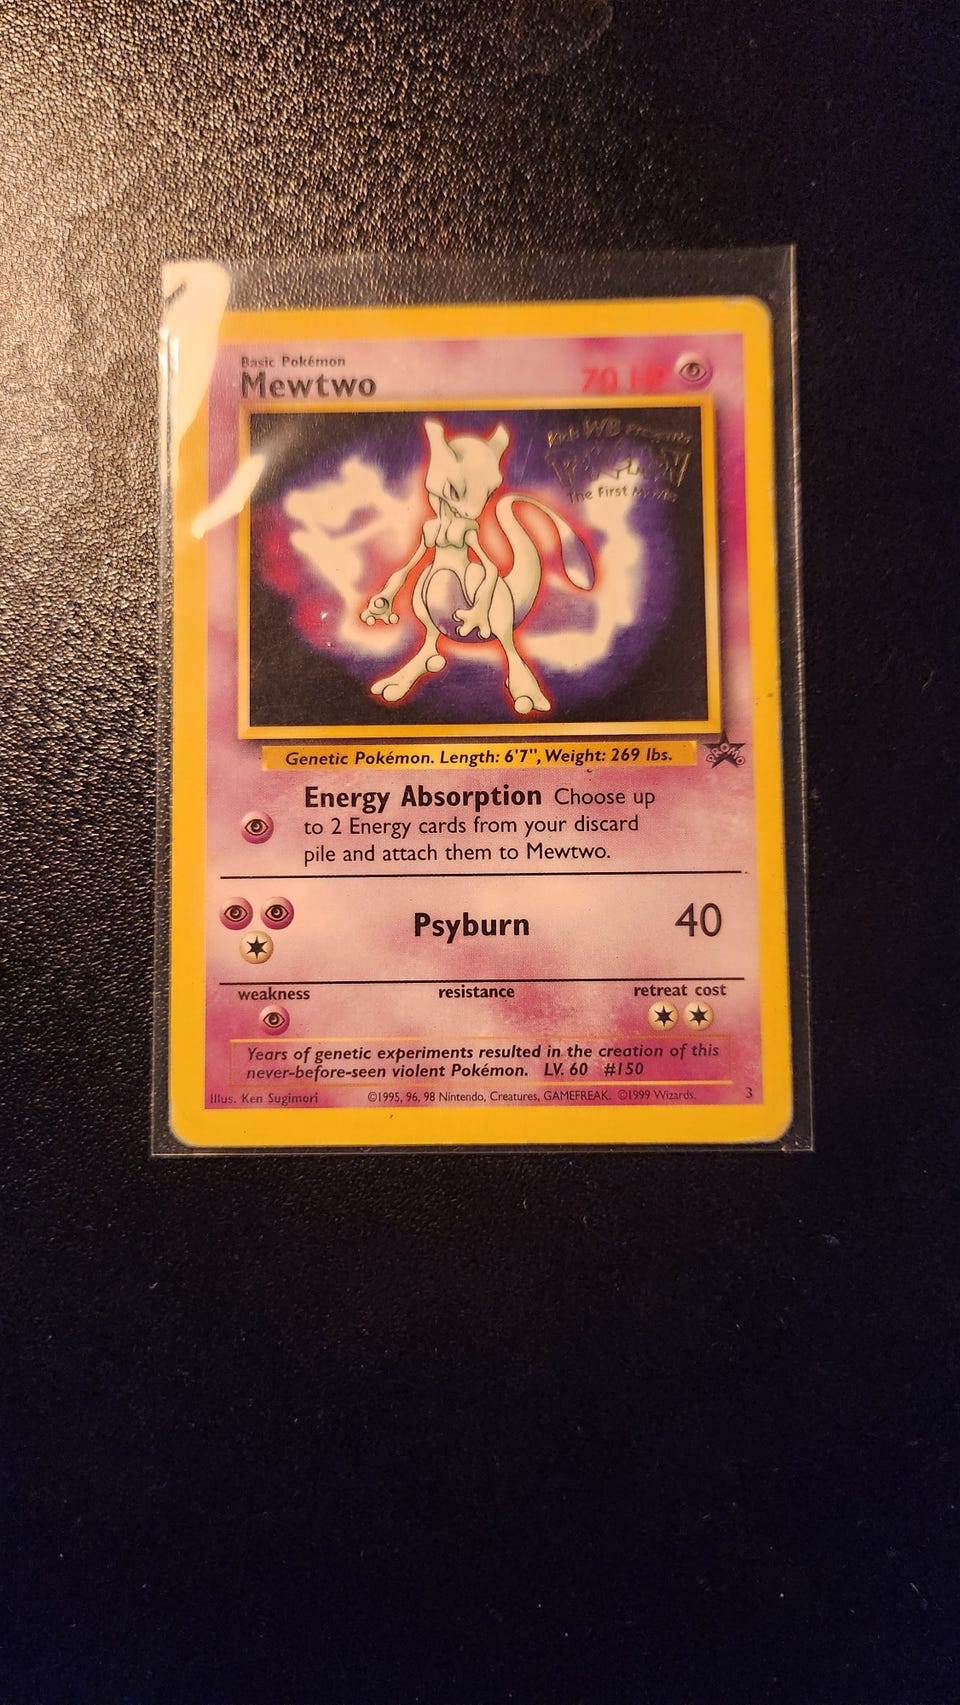 Basic Pokémon
Mewtwo
70 HP
Kids WB Presents
POKéMON
The First Movie
Genetic Pokémon. Length: 6'7", Weight: 269 lbs.
PROMO
Energy Absorption Choose up
to 2 Energy cards from your discard
pile and attach them to Mewtwo.
Psyburn 40
weakness resistance retreat cost
Years of genetic experiments resulted in the creation of this
never-before-seen violent Pokémon. LV. 60 #150
Illus. Ken Sugimori ©1995, 96, 98 Nintendo, Creatures, GAMEFREAK. ©1999 Wizards. 3